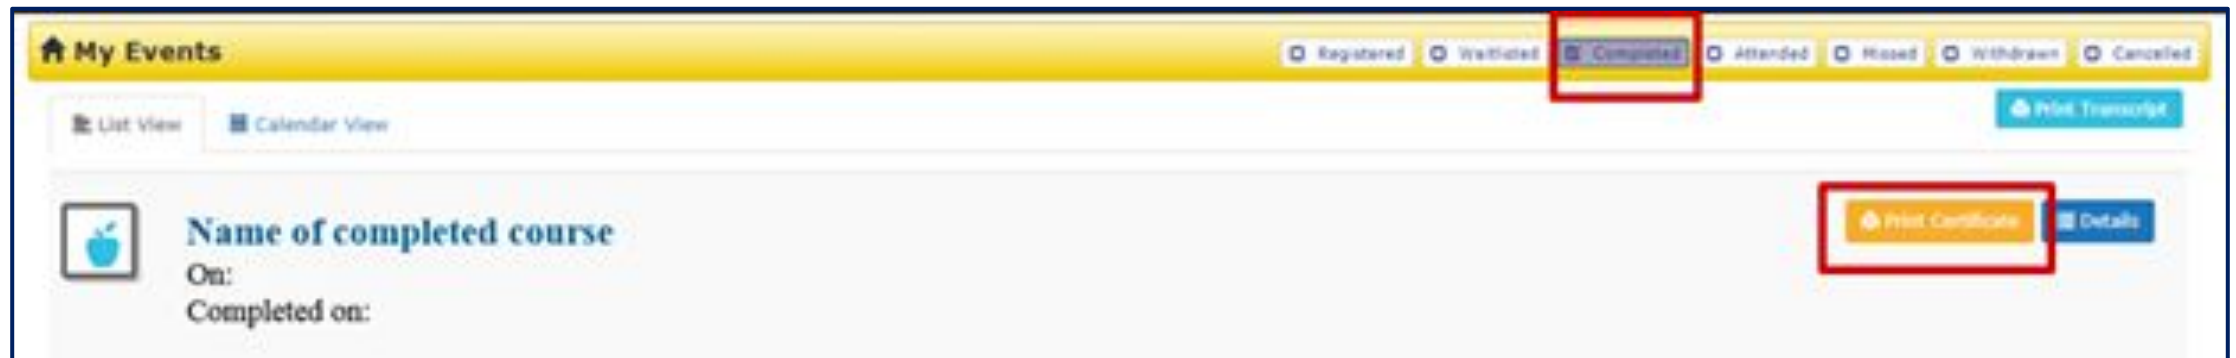 My Events
Registered Waitlisted Completed Attended Missed Withdrawn Cancelled
List View Calendar View
Print Transcript
Print Certificate Details
Name of completed course
On:
Completed on: